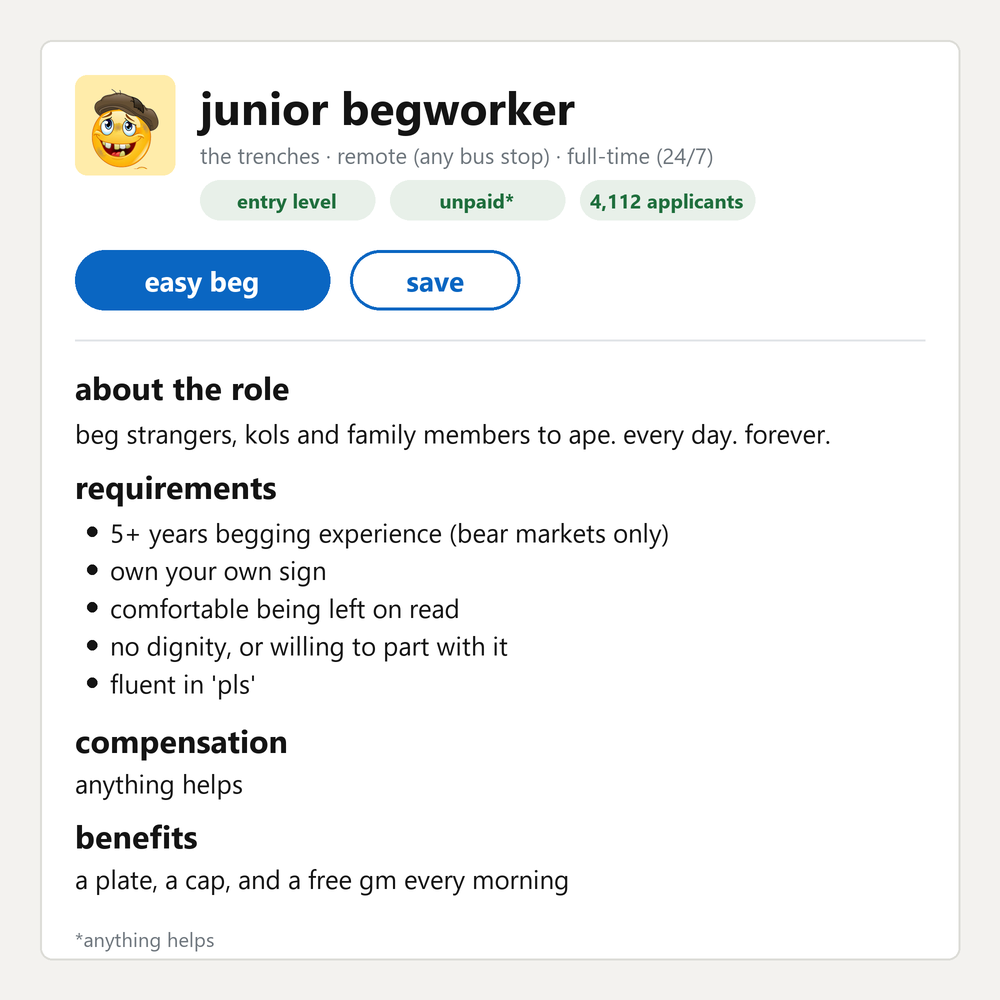 junior begworker
the trenches · remote (any bus stop) · full-time (24/7)
entry level
unpaid*
4,112 applicants
easy beg
save
about the role
beg strangers, kols and family members to ape. every day. forever.
requirements
• 5+ years begging experience (bear markets only)
• own your own sign
• comfortable being left on read
• no dignity, or willing to part with it
• fluent in 'pls'
compensation
anything helps
benefits
a plate, a cap, and a free gm every morning
*anything helps